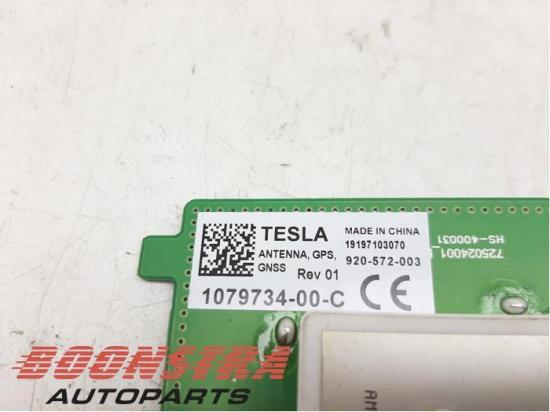 TESLA
MADE IN CHINA
19197103070
ANTENNA, GPS,
GNSS
Rev 01
920-572-003
1079734-00-C
CE
725024001
HS-400031
AM
BOONSTRA
AUTOPARTS